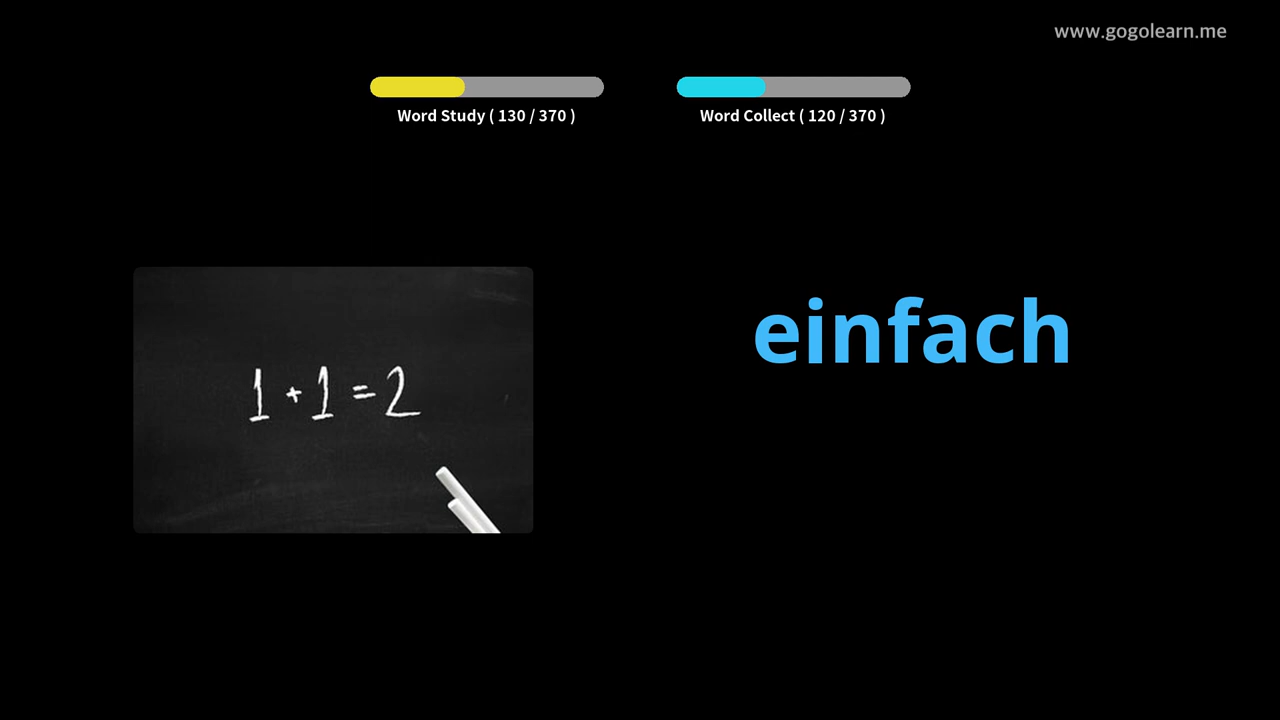 www.gogolearn.me
Word Study ( 130 / 370 )
Word Collect ( 120 / 370 )
einfach
1 + 1 = 2